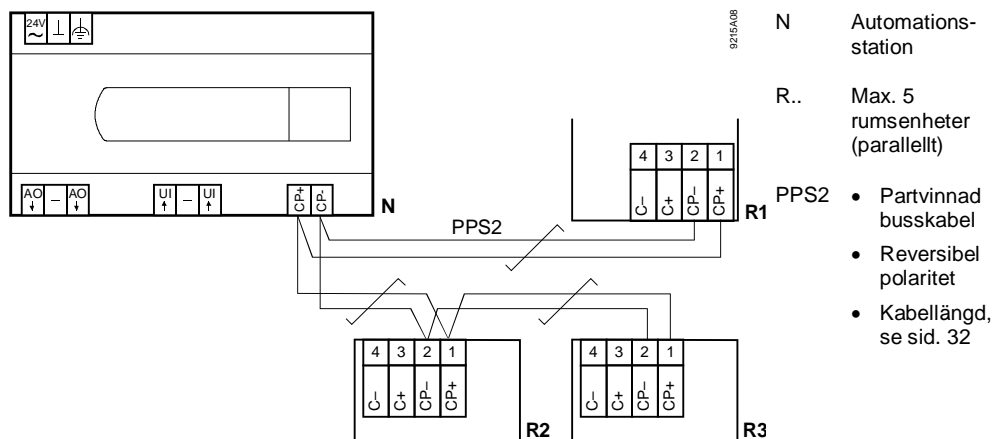 24V
~ ⊥ ⏚
AO – AO
UI – UI
CP+ CP-
N
9215A08
PPS2
4 3 2 1
C– C+ CP– CP+
R1
4 3 2 1
C– C+ CP– CP+
R2
4 3 2 1
C– C+ CP– CP+
R3
N Automations-
station
R.. Max. 5
rumsenheter
(parallellt)
PPS2 • Partvinnad
busskabel
• Reversibel
polaritet
• Kabellängd,
se sid. 32